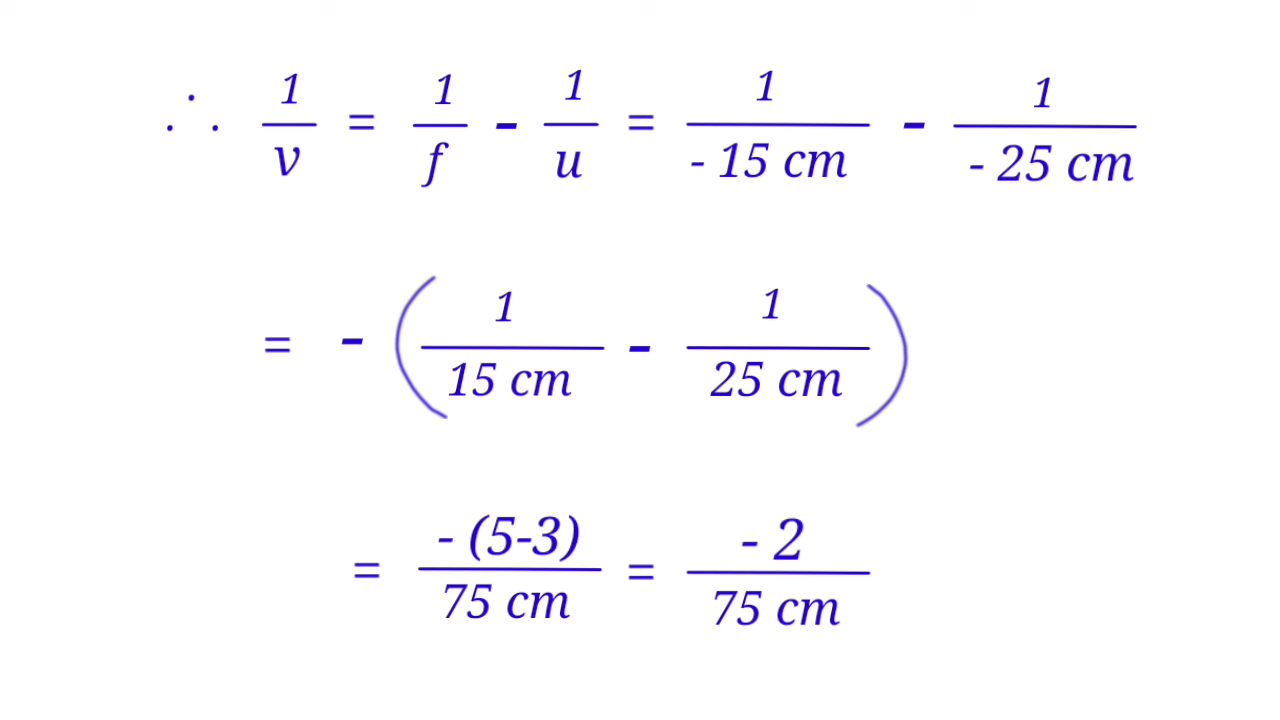 ∴ 1/v = 1/f - 1/u = 1/- 15 cm - 1/- 25 cm
= - (1/15 cm - 1/25 cm)
= - (5-3)/75 cm = - 2/75 cm